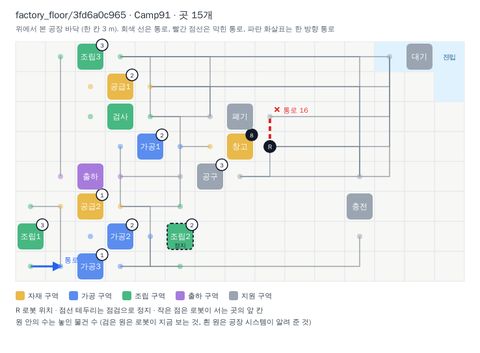 factory_floor/3fd6a0c965 · Camp91 · 곳 15개
위에서 본 공장 바닥 (한 칸 3 m). 회색 선은 통로, 빨간 점선은 막힌 통로, 파란 화살표는 한 방향 통로
조립3 3
대기
진입
공급1 2
검사
폐기
✕ 통로 16
가공1 2
창고 8
R
출하
공구 3
공급2 1
충전
조립1 3
가공2 2
조립2 2
통로
가공3 1
자재 구역
가공 구역
조립 구역
출하 구역
지원 구역
R 로봇 위치 · 점선 테두리는 점검으로 정지 · 작은 점은 로봇이 서는 곳의 앞 칸
원 안의 수는 놓인 물건 수 (검은 원은 로봇이 지금 보는 것, 흰 원은 공장 시스템이 알려 준 것)